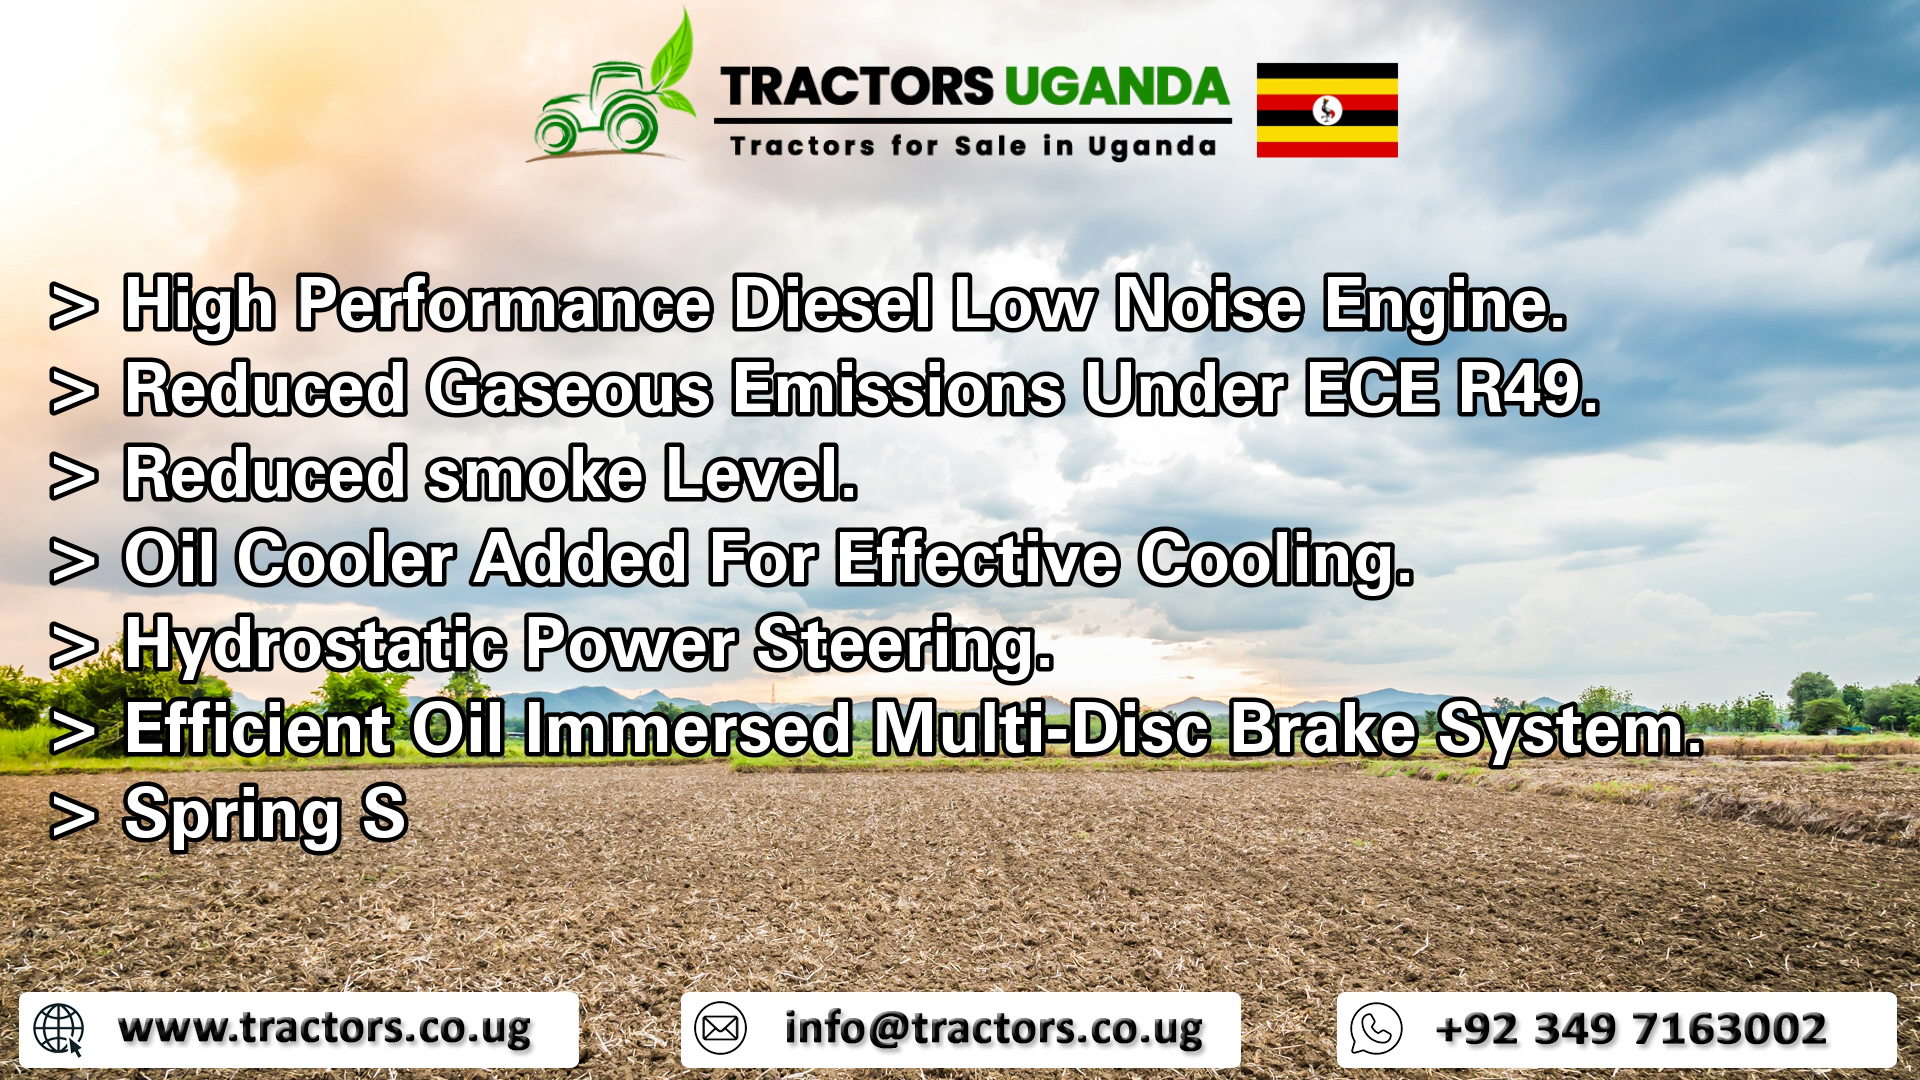 TRACTORS UGANDA
Tractors for Sale in Uganda
> High Performance Diesel Low Noise Engine.
> Reduced Gaseous Emissions Under ECE R49.
> Reduced smoke Level.
> Oil Cooler Added For Effective Cooling.
> Hydrostatic Power Steering.
> Efficient Oil Immersed Multi-Disc Brake System.
> Spring S
www.tractors.co.ug
info@tractors.co.ug
+92 349 7163002